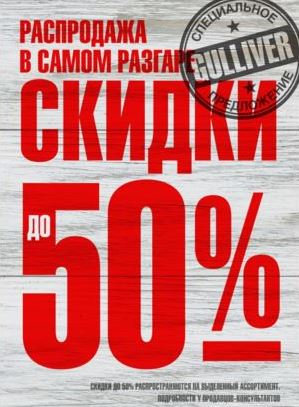 РАСПРОДАЖА
В САМОМ РАЗГАРЕ
СПЕЦИАЛЬНОЕ
GULLIVER
ПРЕДЛОЖЕНИЕ
СКИДКИ
ДО
50%
СКИДКИ ДО 50% РАСПРОСТРАНЯЮТСЯ НА ВЫДЕЛЕННЫЙ АССОРТИМЕНТ.
ПОДРОБНОСТИ У ПРОДАВЦОВ-КОНСУЛЬТАНТОВ